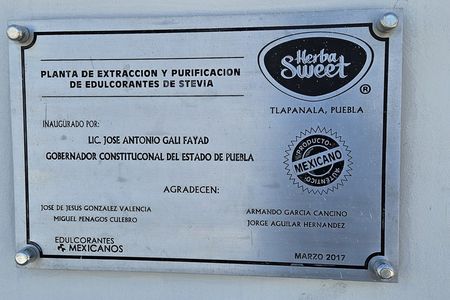 PLANTA DE EXTRACCION Y PURIFICACION
DE EDULCORANTES DE STEVIA
Herba
Sweet
®
TLAPANALA, PUEBLA
INAUGURADO POR:
LIC. JOSE ANTONIO GALI FAYAD
GOBERNADOR CONSTITUCONAL DEL ESTADO DE PUEBLA
PRODUCTO
MEXICANO
AUTÉNTICO
AGRADECEN:
JOSE DE JESUS GONZALEZ VALENCIA
MIGUEL PENAGOS CULEBRO
ARMANDO GARCIA CANCINO
JORGE AGUILAR HERNANDEZ
EDULCORANTES
MEXICANOS
MARZO 2017